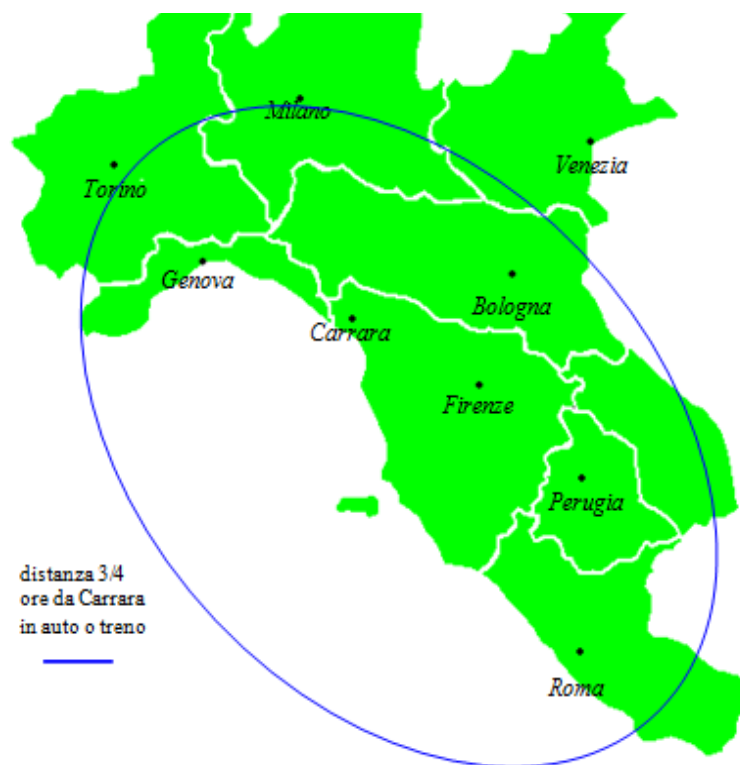 Milano
Venezia
Torino
Genova
Bologna
Carrara
Firenze
Perugia
distanza 3/4
ore da Carrara
in auto o treno
Roma